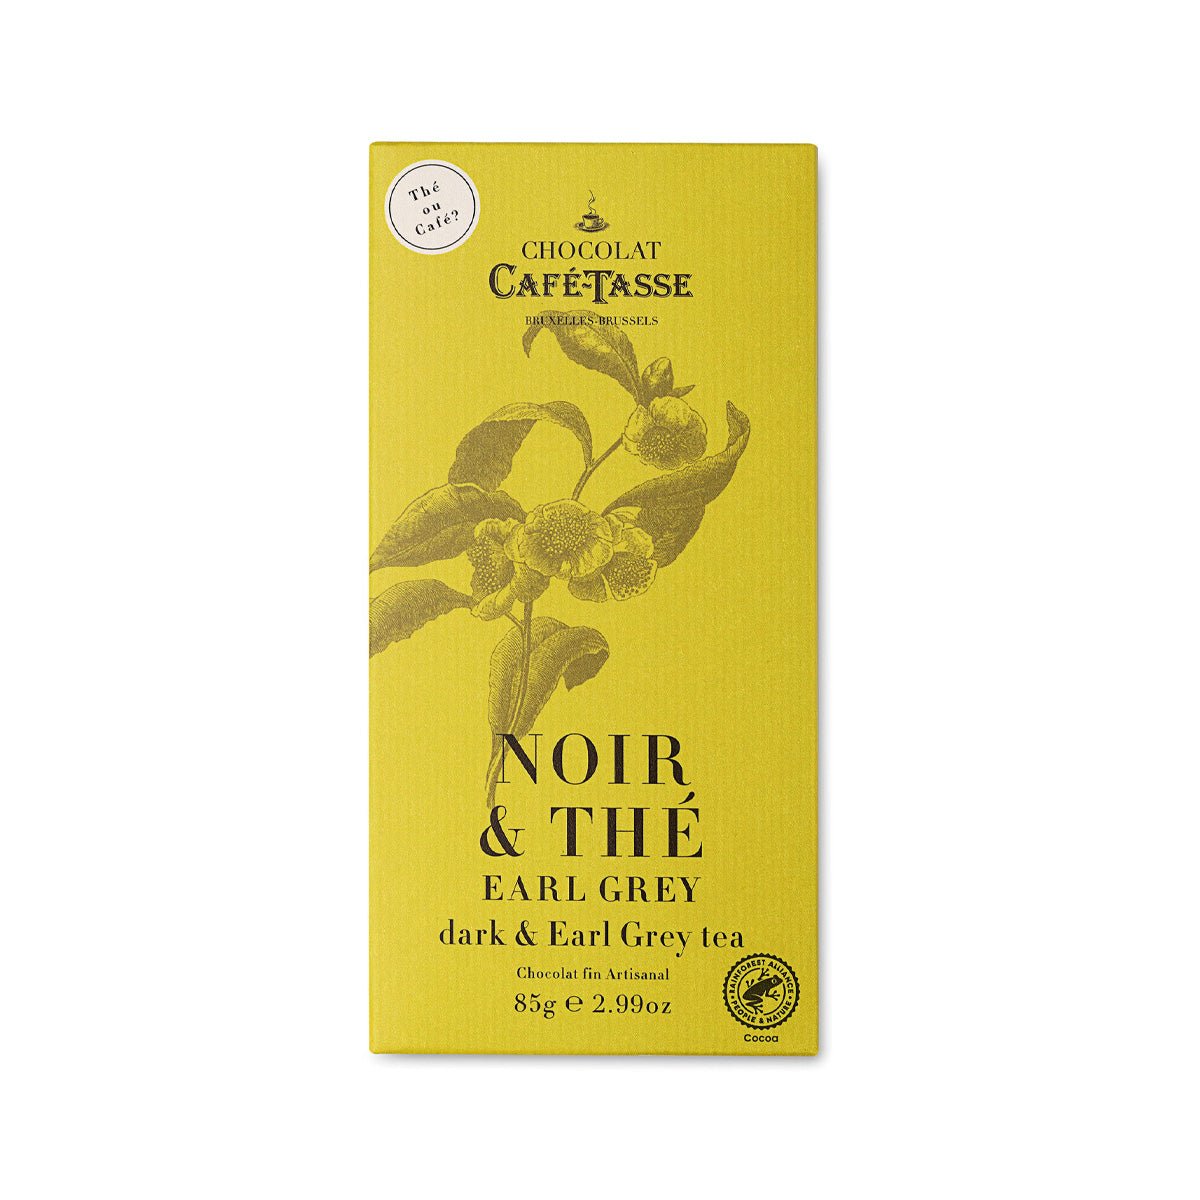 Thé
ou
Café?
CHOCOLAT
CAFÉ-TASSE
BRUXELLES-BRUSSELS
NOIR
& THÉ
EARL GREY
dark & Earl Grey tea
Chocolat fin Artisanal
85g ℮ 2.99oz
RAINFOREST ALLIANCE
PEOPLE & NATURE
Cocoa